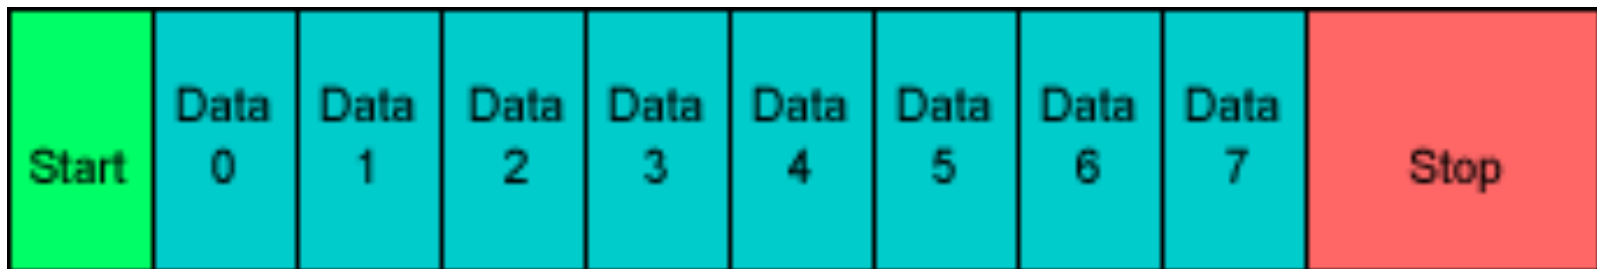 Start
Data 0
Data 1
Data 2
Data 3
Data 4
Data 5
Data 6
Data 7
Stop